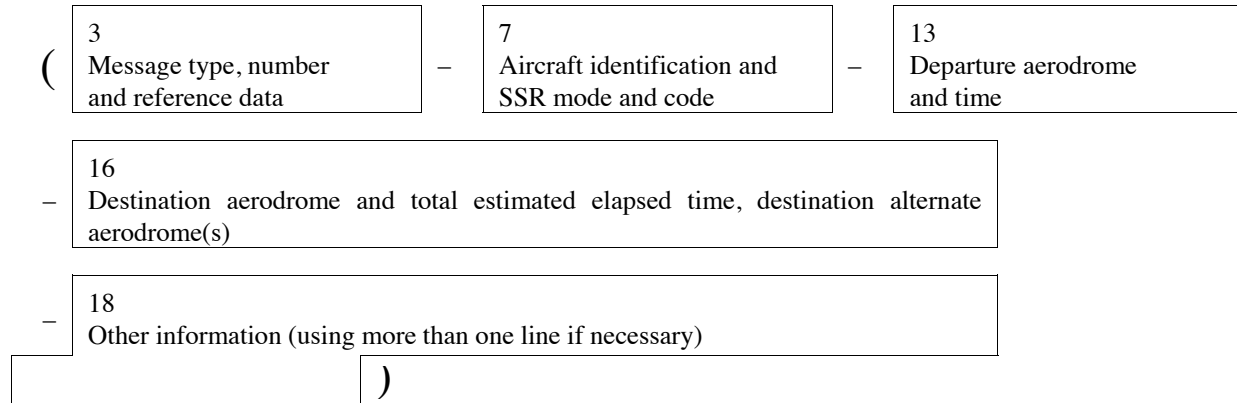 3 7 13
( Message type, number – Aircraft identification and – Departure aerodrome
and reference data SSR mode and code and time
16
– Destination aerodrome and total estimated elapsed time, destination alternate
aerodrome(s)
18
– Other information (using more than one line if necessary)
)